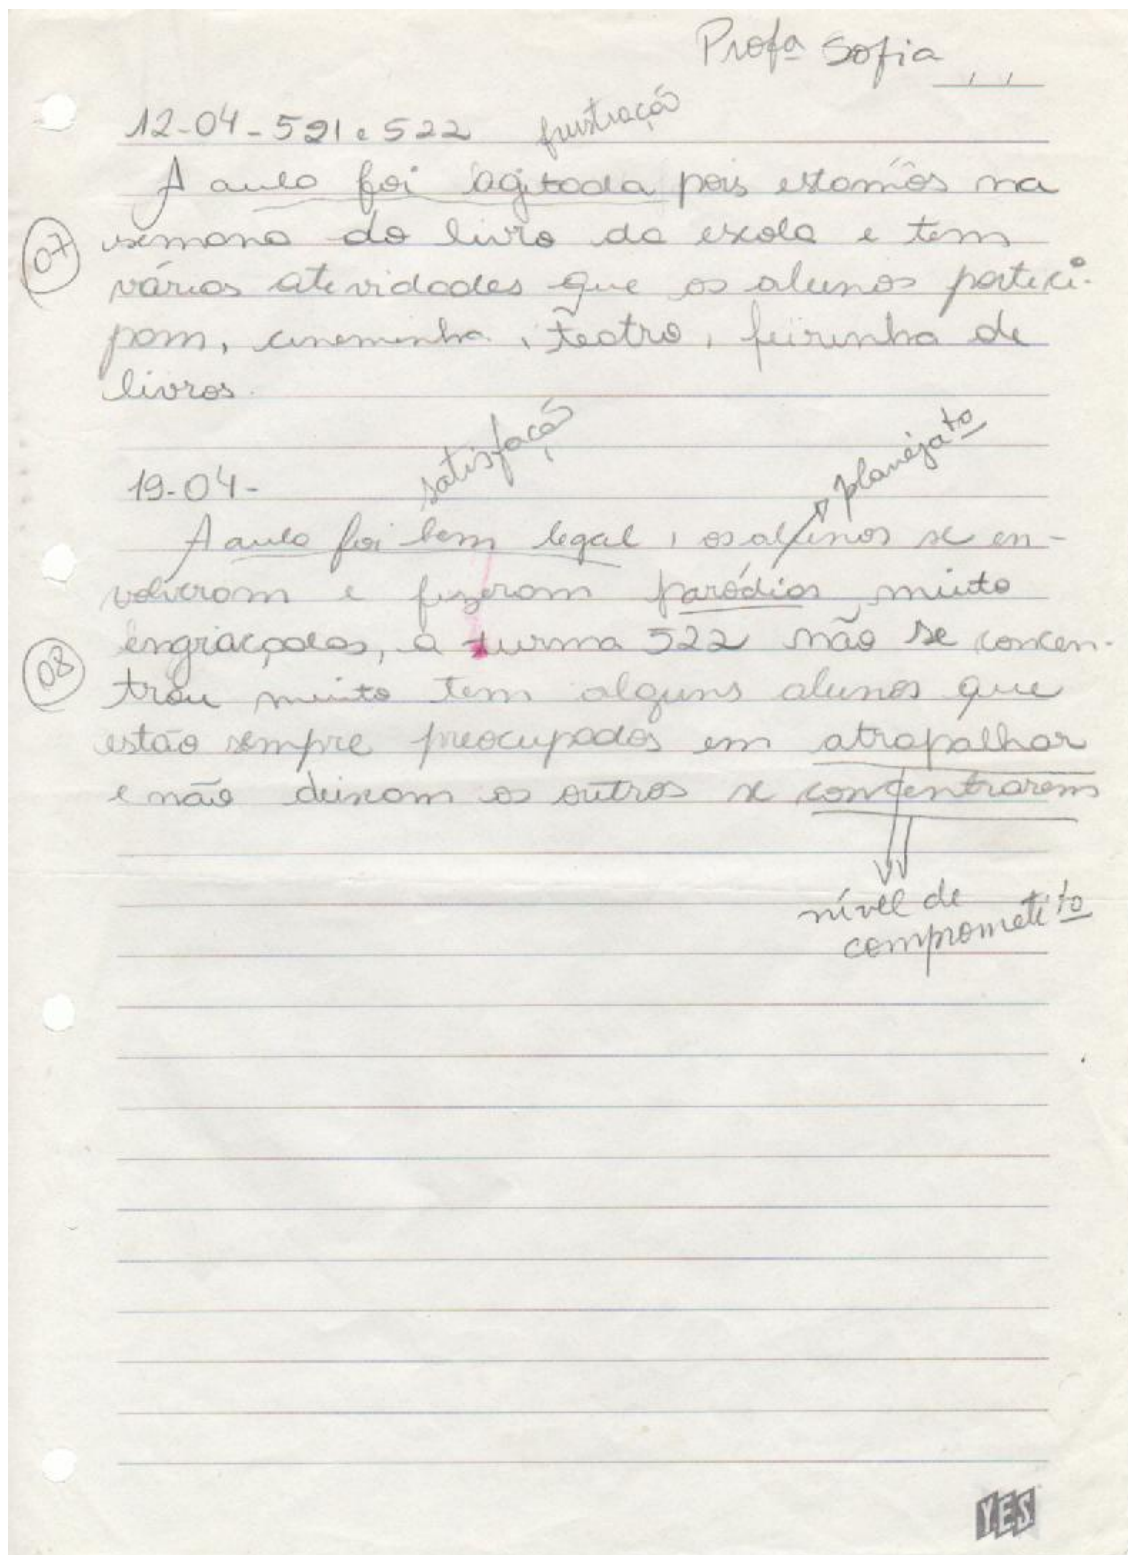 Profª Sofia
12-04-521 e 522 frustração
A aula foi agitada pois estamos na
07 semana do livro da escola e tem
várias atividades que os alunos partici-
pam, cineminha, teatro, feirinha de
livros.
satisfação
planejato
19-04-
A aula foi bem legal, os alunos se en-
volveram e fizeram paródias muito
engraçadas, a turma 522 não se concen-
08 trou muito tem alguns alunos que
estão sempre preocupados em atrapalhar
e não deixam os outros se concentrarem
nível de
compromettito
YES